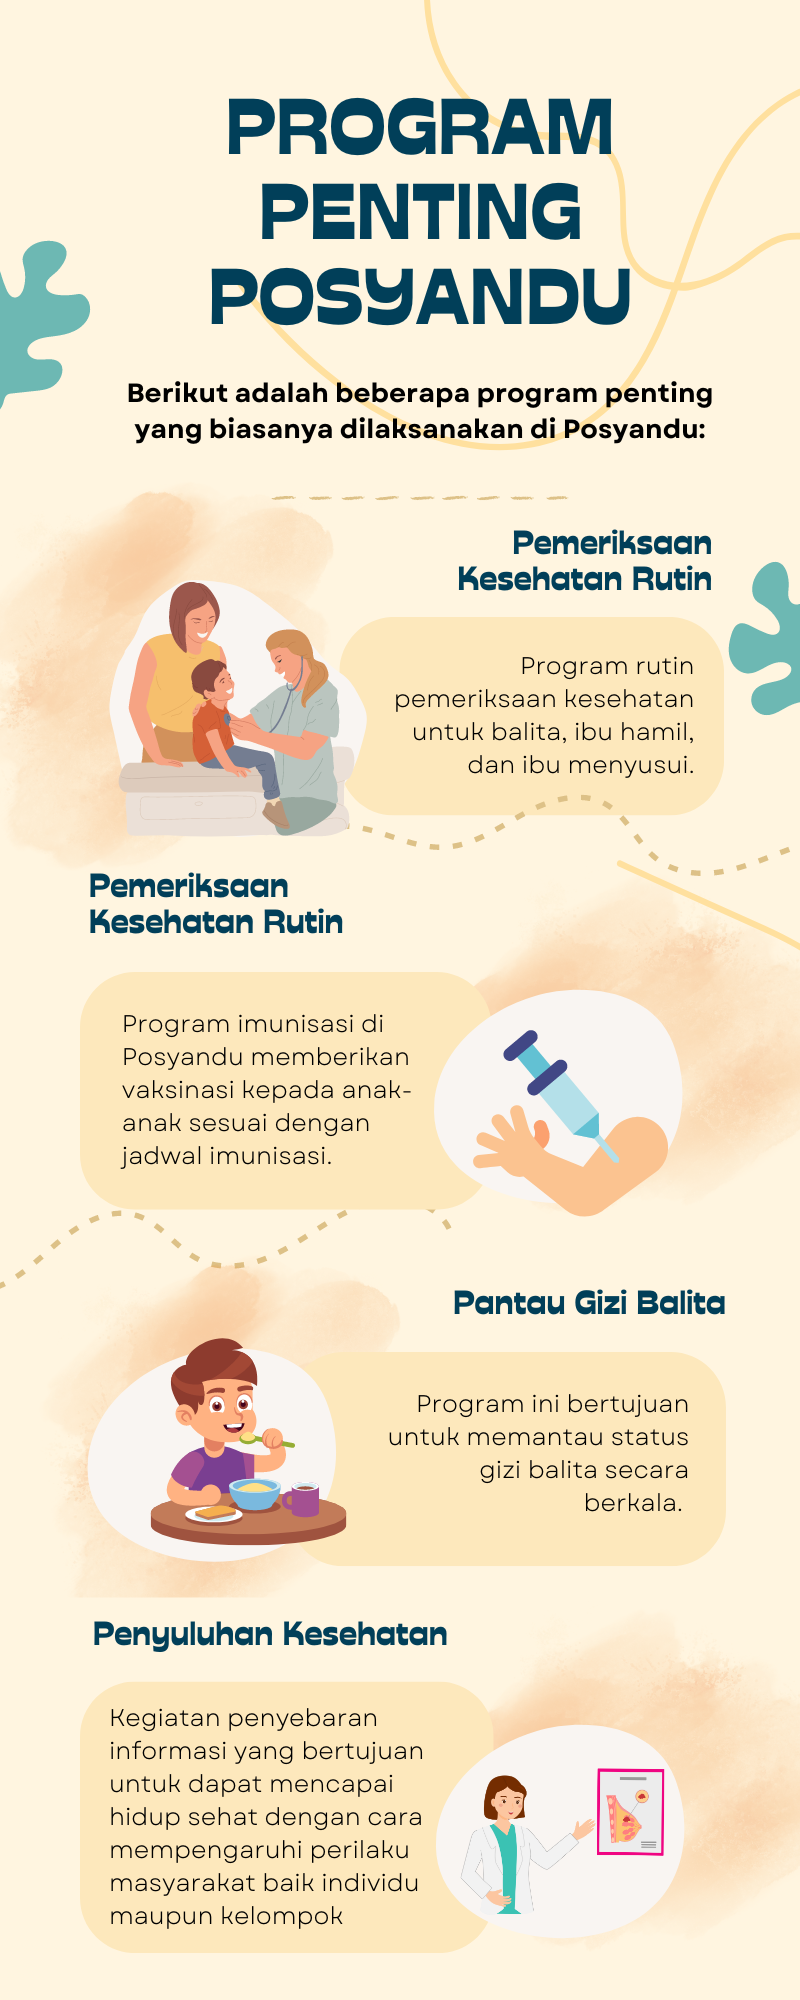 PROGRAM
PENTING
POSYANDU
Berikut adalah beberapa program penting
yang biasanya dilaksanakan di Posyandu:
Pemeriksaan
Kesehatan Rutin
Program rutin
pemeriksaan kesehatan
untuk balita, ibu hamil,
dan ibu menyusui.
Pemeriksaan
Kesehatan Rutin
Program imunisasi di
Posyandu memberikan
vaksinasi kepada anak-
anak sesuai dengan
jadwal imunisasi.
Pantau Gizi Balita
Program ini bertujuan
untuk memantau status
gizi balita secara
berkala.
Penyuluhan Kesehatan
Kegiatan penyebaran
informasi yang bertujuan
untuk dapat mencapai
hidup sehat dengan cara
mempengaruhi perilaku
masyarakat baik individu
maupun kelompok